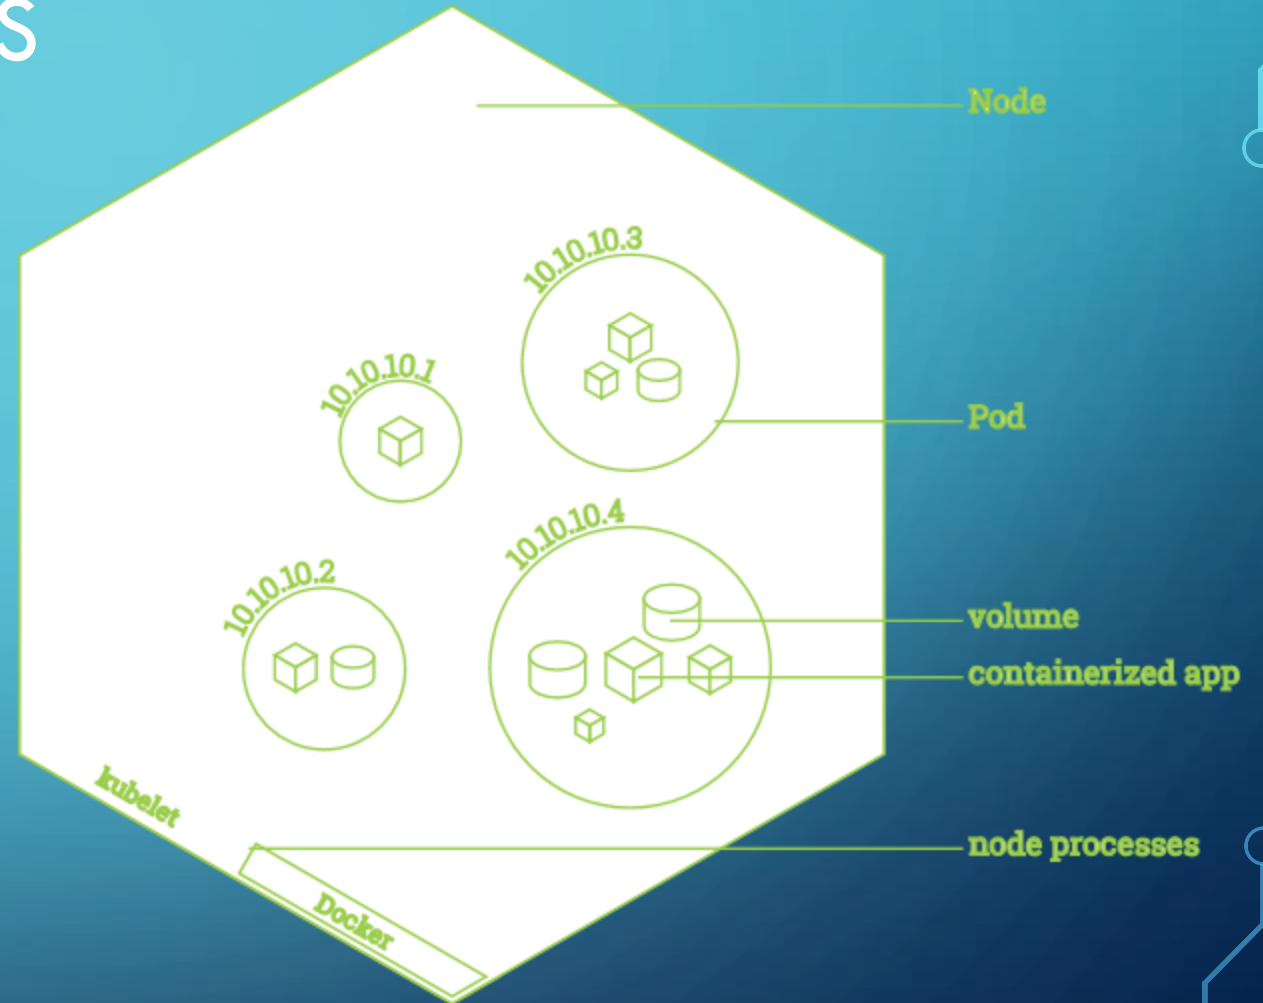 S
Node
10.10.10.3
10.10.10.1
Pod
10.10.10.4
10.10.10.2
volume
containerized app
kubelet
node processes
Docker